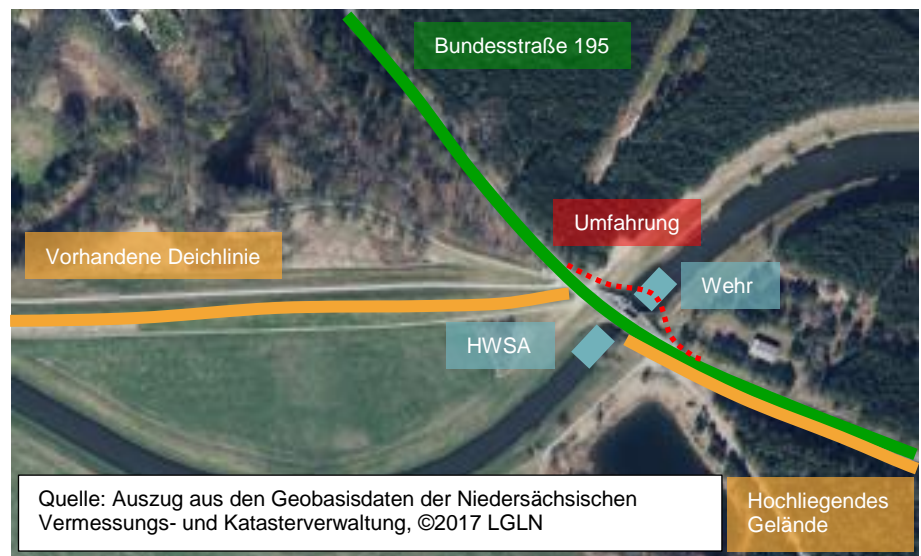 Bundesstraße 195
Umfahrung
Vorhandene Deichlinie
Wehr
HWSA
Quelle: Auszug aus den Geobasisdaten der Niedersächsischen
Vermessungs- und Katasterverwaltung, ©2017 LGLN
Hochliegendes
Gelände